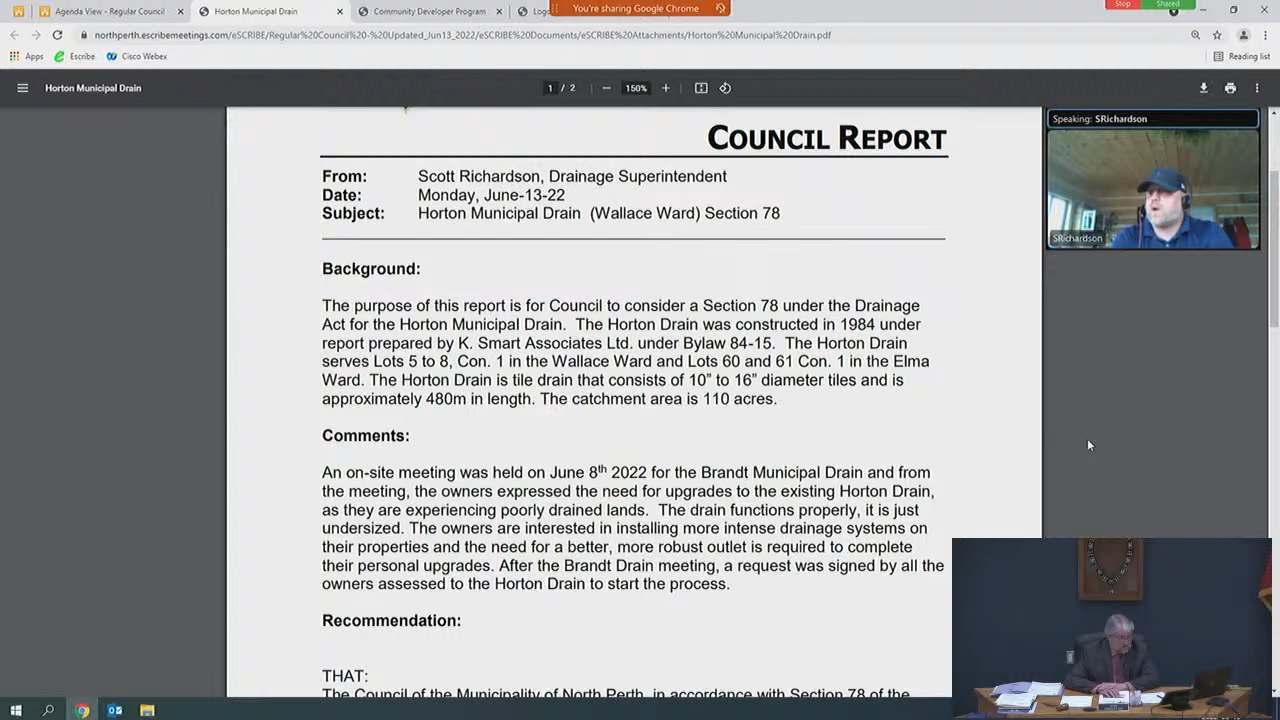 Agenda View - Regular Council
Horton Municipal Drain
Community Developer Program
You're sharing Google Chrome
Stop
Shared
northperth.escribemeetings.com/eSCRIBE/Regular%20Council%20-%20Updated_Jun13_2022/eSCRIBE%20Documents/eSCRIBE%20Attachments/Horton%20Municipal%20Drain.pdf
Apps
Escribe
Cisco Webex
Reading list
Horton Municipal Drain
1 / 2
150%
COUNCIL REPORT
From: Scott Richardson, Drainage Superintendent
Date: Monday, June-13-22
Subject: Horton Municipal Drain (Wallace Ward) Section 78
Background:
The purpose of this report is for Council to consider a Section 78 under the Drainage
Act for the Horton Municipal Drain. The Horton Drain was constructed in 1984 under
report prepared by K. Smart Associates Ltd. under Bylaw 84-15. The Horton Drain
serves Lots 5 to 8, Con. 1 in the Wallace Ward and Lots 60 and 61 Con. 1 in the Elma
Ward. The Horton Drain is tile drain that consists of 10” to 16” diameter tiles and is
approximately 480m in length. The catchment area is 110 acres.
Comments:
An on-site meeting was held on June 8th 2022 for the Brandt Municipal Drain and from
the meeting, the owners expressed the need for upgrades to the existing Horton Drain,
as they are experiencing poorly drained lands. The drain functions properly, it is just
undersized. The owners are interested in installing more intense drainage systems on
their properties and the need for a better, more robust outlet is required to complete
their personal upgrades. After the Brandt Drain meeting, a request was signed by all the
owners assessed to the Horton Drain to start the process.
Recommendation:
THAT:
The Council of the Municipality of North Perth, in accordance with Section 78 of the
Speaking: SRichardson
SRichardson